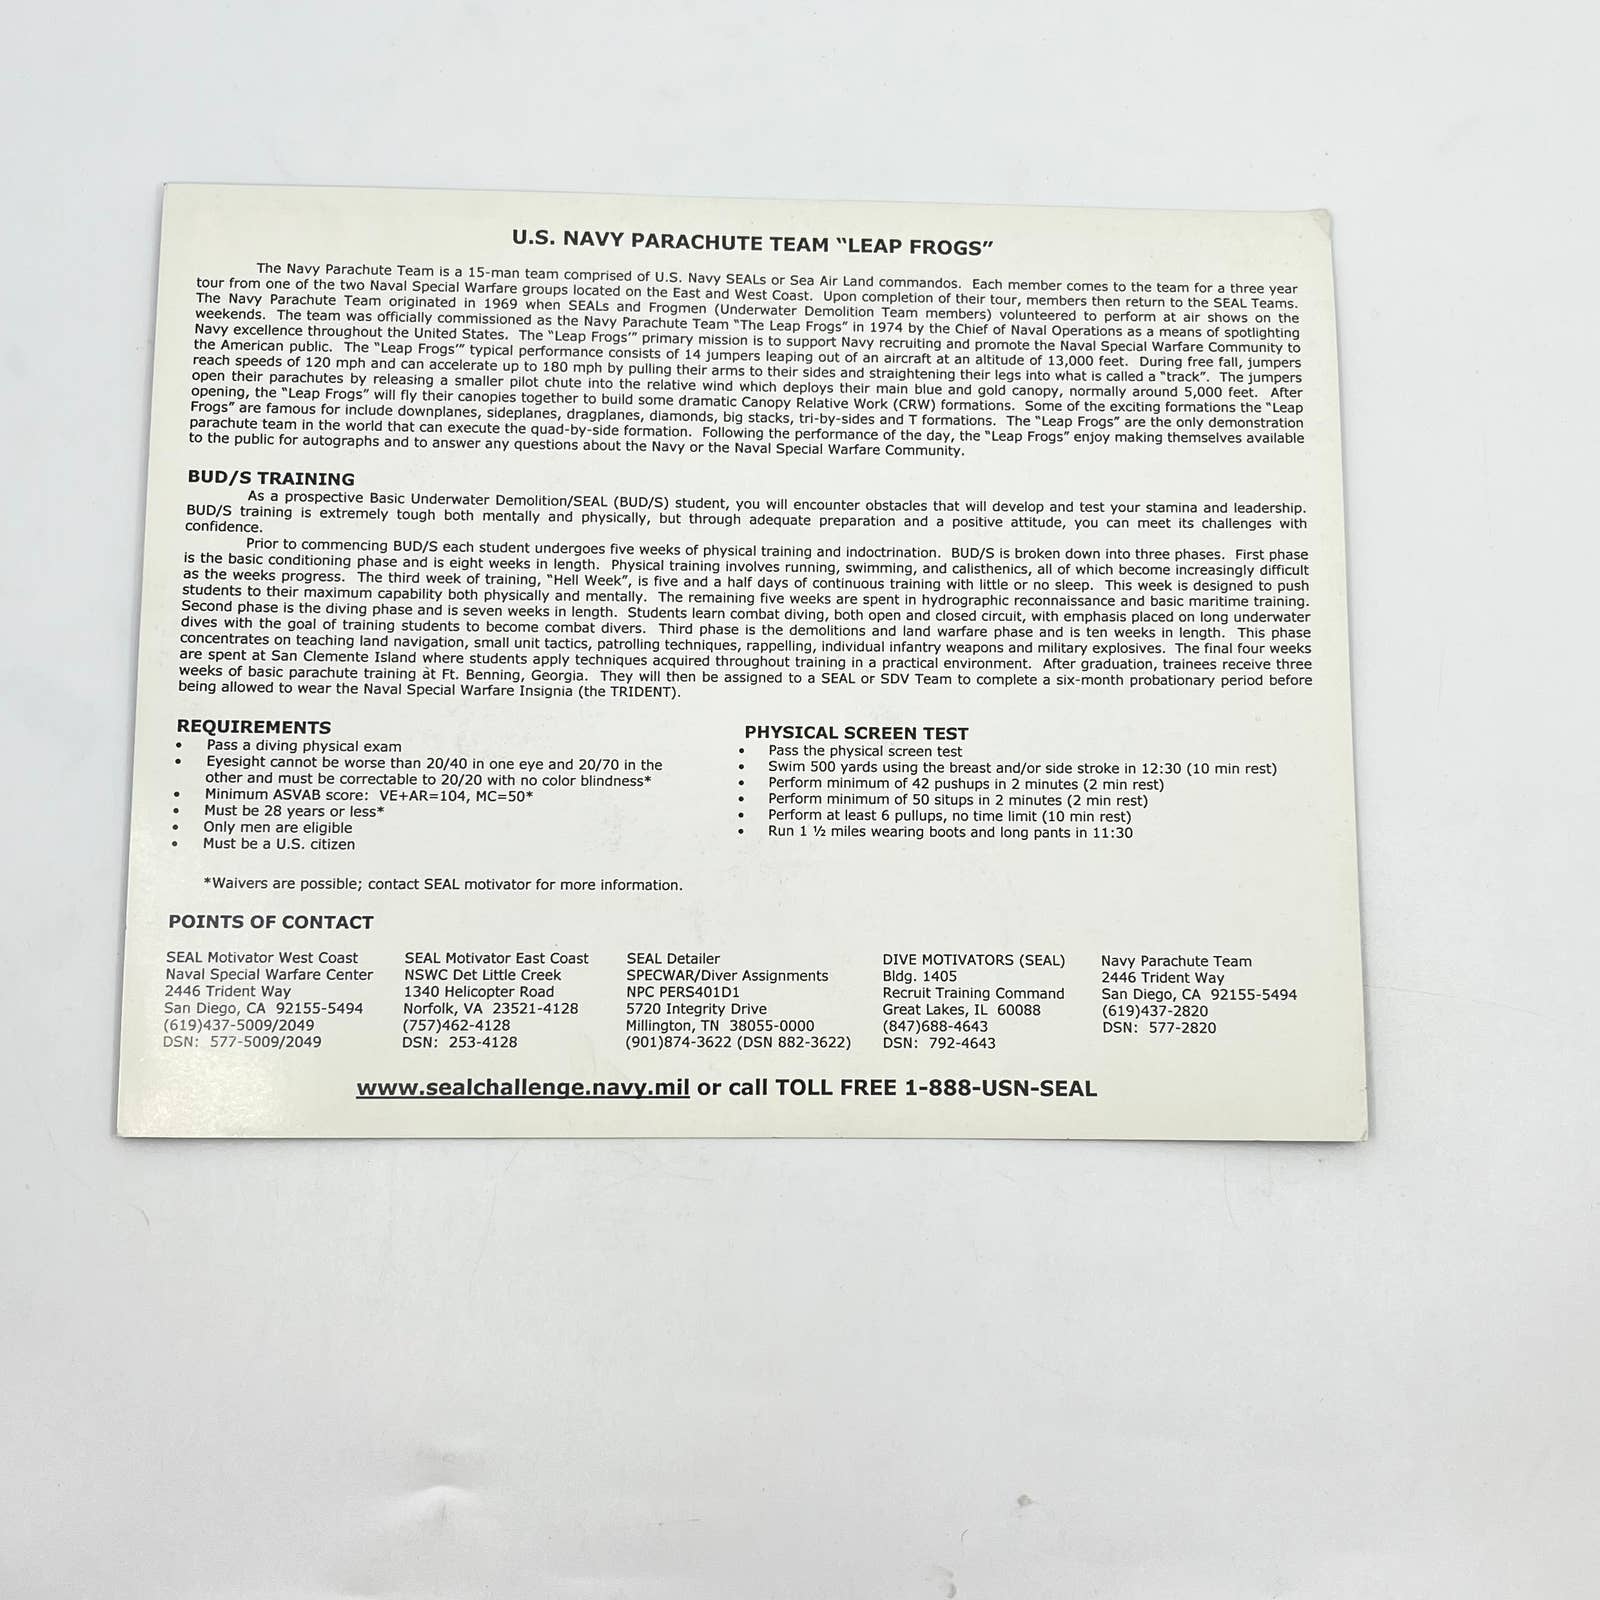 U.S. NAVY PARACHUTE TEAM “LEAP FROGS”
The Navy Parachute Team is a 15-man team comprised of U.S. Navy SEALs or Sea Air Land commandos. Each member comes to the team for a three year
tour from one of the two Naval Special Warfare groups located on the East and West Coast. Upon completion of their tour, members then return to the SEAL Teams.
The Navy Parachute Team originated in 1969 when SEALs and Frogmen (Underwater Demolition Team members) volunteered to perform at air shows on the
weekends. The team was officially commissioned as the Navy Parachute Team “The Leap Frogs” in 1974 by the Chief of Naval Operations as a means of spotlighting
Navy excellence throughout the United States. The “Leap Frogs’” primary mission is to support Navy recruiting and promote the Naval Special Warfare Community to
the American public. The “Leap Frogs’” typical performance consists of 14 jumpers leaping out of an aircraft at an altitude of 13,000 feet. During free fall, jumpers
reach speeds of 120 mph and can accelerate up to 180 mph by pulling their arms to their sides and straightening their legs into what is called a “track”. The jumpers
open their parachutes by releasing a smaller pilot chute into the relative wind which deploys their main blue and gold canopy, normally around 5,000 feet. After
opening, the “Leap Frogs” will fly their canopies together to build some dramatic Canopy Relative Work (CRW) formations. Some of the exciting formations the “Leap
Frogs” are famous for include downplanes, sideplanes, dragplanes, diamonds, big stacks, tri-by-sides and T formations. The “Leap Frogs” are the only demonstration
parachute team in the world that can execute the quad-by-side formation. Following the performance of the day, the “Leap Frogs” enjoy making themselves available
to the public for autographs and to answer any questions about the Navy or the Naval Special Warfare Community.
BUD/S TRAINING
As a prospective Basic Underwater Demolition/SEAL (BUD/S) student, you will encounter obstacles that will develop and test your stamina and leadership.
BUD/S training is extremely tough both mentally and physically, but through adequate preparation and a positive attitude, you can meet its challenges with
confidence.
Prior to commencing BUD/S each student undergoes five weeks of physical training and indoctrination. BUD/S is broken down into three phases. First phase
is the basic conditioning phase and is eight weeks in length. Physical training involves running, swimming, and calisthenics, all of which become increasingly difficult
as the weeks progress. The third week of training, “Hell Week”, is five and a half days of continuous training with little or no sleep. This week is designed to push
students to their maximum capability both physically and mentally. The remaining five weeks are spent in hydrographic reconnaissance and basic maritime training.
Second phase is the diving phase and is seven weeks in length. Students learn combat diving, both open and closed circuit, with emphasis placed on long underwater
dives with the goal of training students to become combat divers. Third phase is the demolitions and land warfare phase and is ten weeks in length. This phase
concentrates on teaching land navigation, small unit tactics, patrolling techniques, rappelling, individual infantry weapons and military explosives. The final four weeks
are spent at San Clemente Island where students apply techniques acquired throughout training in a practical environment. After graduation, trainees receive three
weeks of basic parachute training at Ft. Benning, Georgia. They will then be assigned to a SEAL or SDV Team to complete a six-month probationary period before
being allowed to wear the Naval Special Warfare Insignia (the TRIDENT).
REQUIREMENTS
• Pass a diving physical exam
• Eyesight cannot be worse than 20/40 in one eye and 20/70 in the
other and must be correctable to 20/20 with no color blindness*
• Minimum ASVAB score: VE+AR=104, MC=50*
• Must be 28 years or less*
• Only men are eligible
• Must be a U.S. citizen
*Waivers are possible; contact SEAL motivator for more information.
PHYSICAL SCREEN TEST
• Pass the physical screen test
• Swim 500 yards using the breast and/or side stroke in 12:30 (10 min rest)
• Perform minimum of 42 pushups in 2 minutes (2 min rest)
• Perform minimum of 50 situps in 2 minutes (2 min rest)
• Perform at least 6 pullups, no time limit (10 min rest)
• Run 1 ½ miles wearing boots and long pants in 11:30
POINTS OF CONTACT
SEAL Motivator West Coast
Naval Special Warfare Center
2446 Trident Way
San Diego, CA 92155-5494
(619)437-5009/2049
DSN: 577-5009/2049
SEAL Motivator East Coast
NSWC Det Little Creek
1340 Helicopter Road
Norfolk, VA 23521-4128
(757)462-4128
DSN: 253-4128
SEAL Detailer
SPECWAR/Diver Assignments
NPC PERS401D1
5720 Integrity Drive
Millington, TN 38055-0000
(901)874-3622 (DSN 882-3622)
DIVE MOTIVATORS (SEAL)
Bldg. 1405
Recruit Training Command
Great Lakes, IL 60088
(847)688-4643
DSN: 792-4643
Navy Parachute Team
2446 Trident Way
San Diego, CA 92155-5494
(619)437-2820
DSN: 577-2820
www.sealchallenge.navy.mil or call TOLL FREE 1-888-USN-SEAL